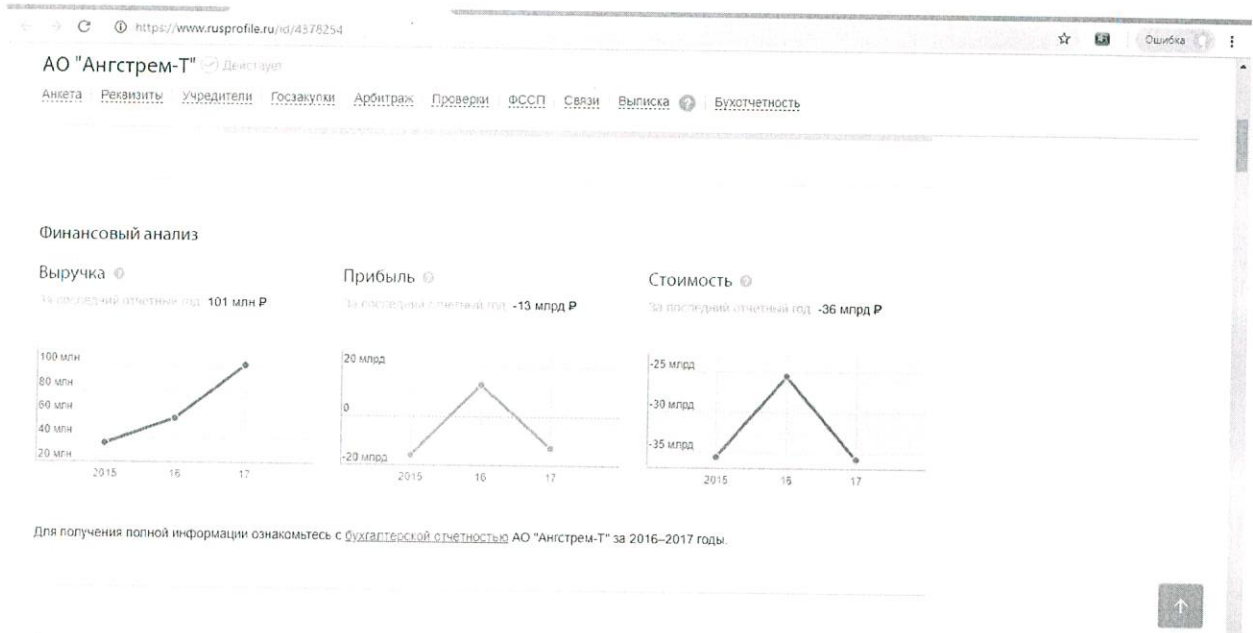 https://www.rusprofile.ru/id/4378254
Ошибка
АО "Ангстрем-Т" Действует
Анкета Реквизиты Учредители Госзакупки Арбитраж Проверки ФССП Связи Выписка ? Бухотчетность
Финансовый анализ
Выручка ?
За последний отчетный год 101 млн ₽
100 млн
80 млн
60 млн
40 млн
20 млн
2015 16 17
Прибыль ?
За последний отчетный год -13 млрд ₽
20 млрд
0
-20 млрд
2015 16 17
Стоимость ?
За последний отчетный год -36 млрд ₽
-25 млрд
-30 млрд
-35 млрд
2015 16 17
Для получения полной информации ознакомьтесь с бухгалтерской отчетностью АО "Ангстрем-Т" за 2016–2017 годы.